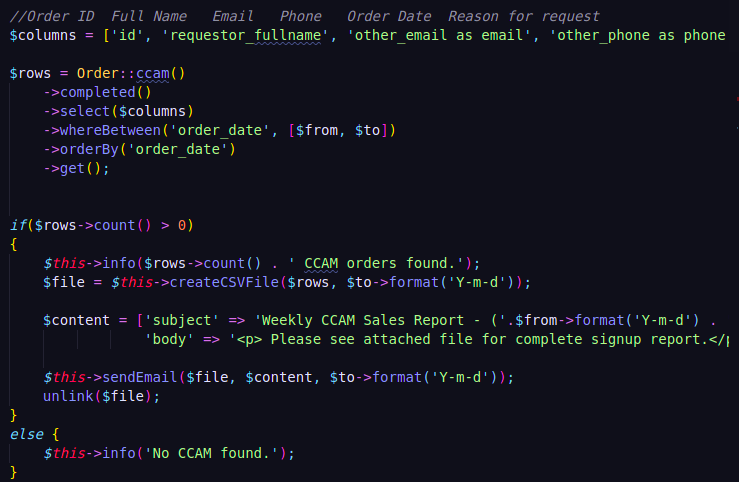 //Order ID  Full Name   Email   Phone   Order Date  Reason for request
$columns = ['id', 'requestor_fullname', 'other_email as email', 'other_phone as phone
$rows = Order::ccam()
    ->completed()
    ->select($columns)
    ->whereBetween('order_date', [$from, $to])
    ->orderBy('order_date')
    ->get();
if($rows->count() > 0)
{
    $this->info($rows->count() . ' CCAM orders found.');
    $file = $this->createCSVFile($rows, $to->format('Y-m-d'));
    $content = ['subject' => 'Weekly CCAM Sales Report - ('.$from->format('Y-m-d') .
                'body' => '<p> Please see attached file for complete signup report.</p
    $this->sendEmail($file, $content, $to->format('Y-m-d'));
    unlink($file);
}
else {
    $this->info('No CCAM found.');
}